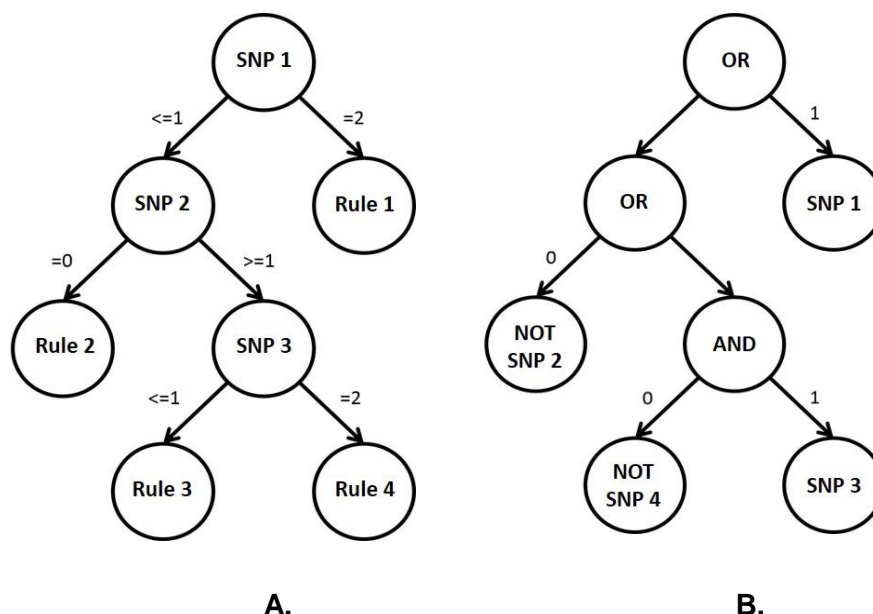 SNP 1
<=1
=2
SNP 2
Rule 1
=0
>=1
Rule 2
SNP 3
<=1
=2
Rule 3
Rule 4
A.
OR
1
OR
SNP 1
0
NOT
SNP 2
AND
0
1
NOT
SNP 4
SNP 3
B.